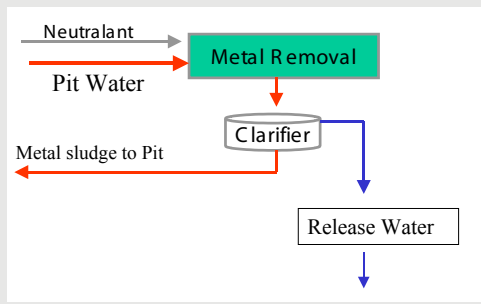 Neutralant
Metal Removal
Pit Water
Clarifier
Metal sludge to Pit
Release Water